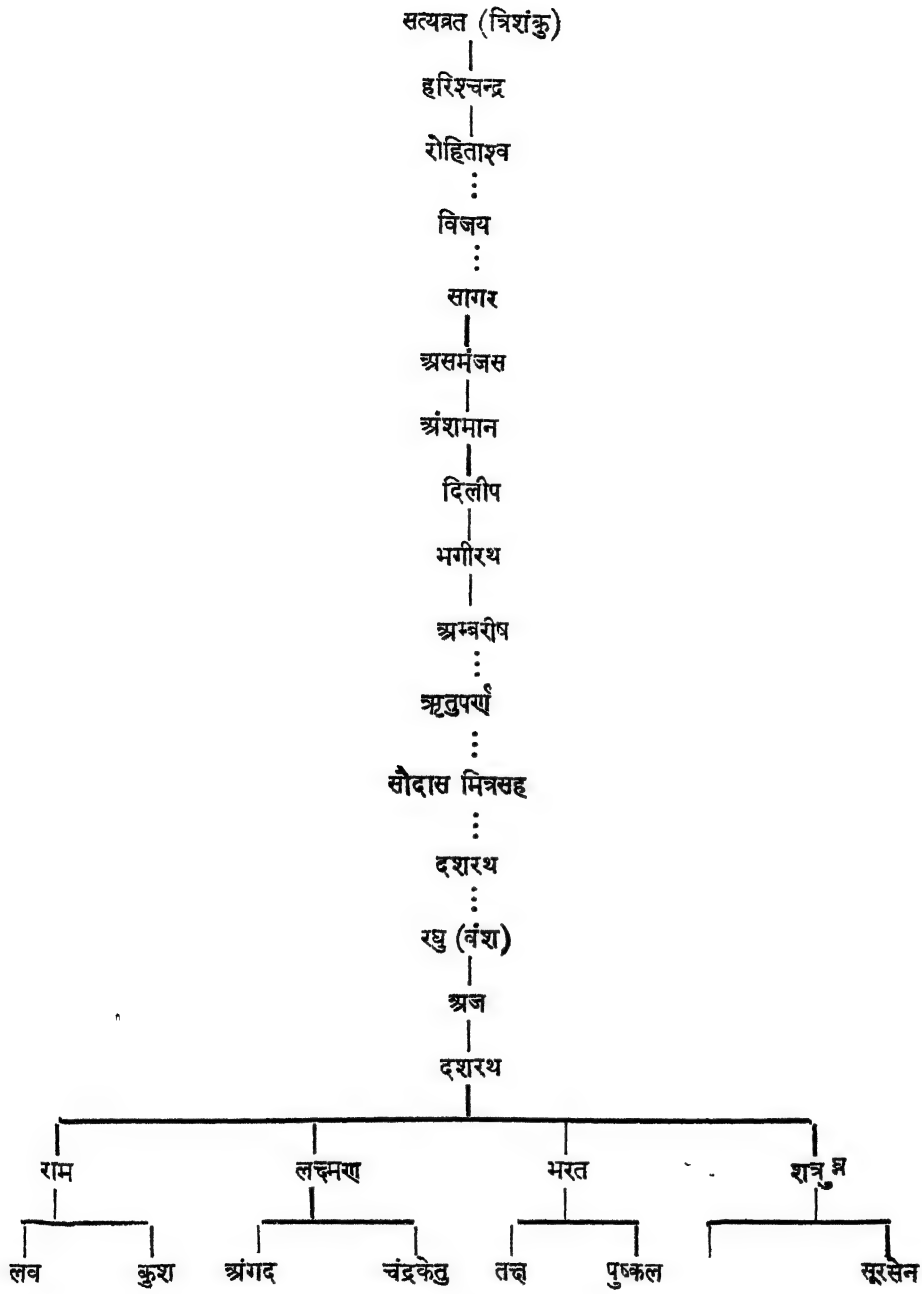 सत्यव्रत (त्रिशंकु)
हरिश्चन्द्र
रोहिताश्व
विजय
सागर
असमंजस
अंशमान
दिलीप
भगीरथ
अम्बरीष
ऋतुपर्ण
सौदास मित्रसह
दशरथ
रघु (वंश)
अज
दशरथ
राम लक्ष्मण भरत शत्रुघ्न
लव कुश अंगद चंद्रकेतु तक्ष पुष्कल सूरसेन